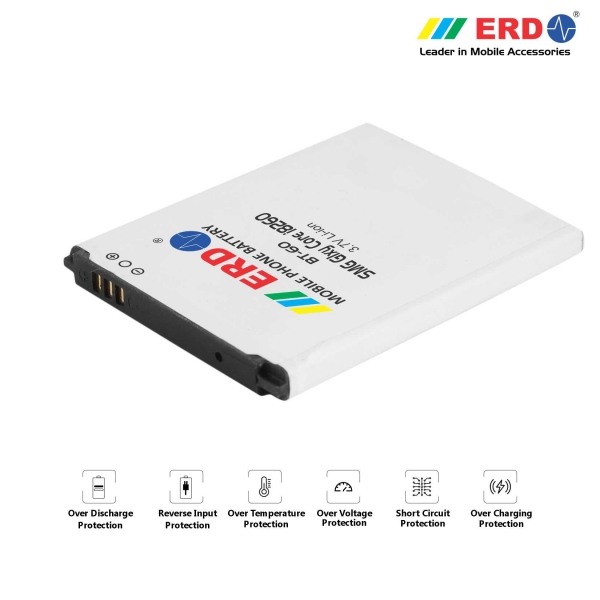 ERD®
Leader in Mobile Accessories
ERD®
MOBILE PHONE BATTERY
BT-60
SMG Glxy Core i8260
3.7V Li-ion
Over Discharge
Protection
Reverse Input
Protection
Over Temperature
Protection
Over Voltage
Protection
Short Circuit
Protection
Over Charging
Protection